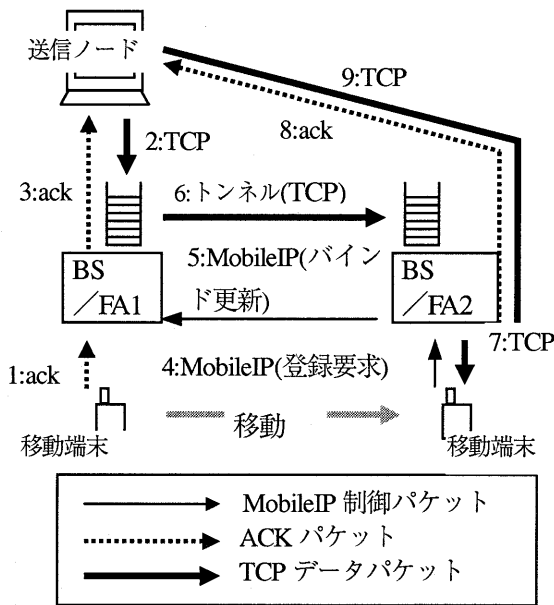 送信ノード
9:TCP
8:ack
2:TCP
3:ack
6:トンネル(TCP)
5:MobileIP(バイン
ド更新)
BS
／FA1
BS
／FA2
7:TCP
1:ack
4:MobileIP(登録要求)
移動
移動端末
移動端末
MobileIP 制御パケット
ACK パケット
TCP データパケット